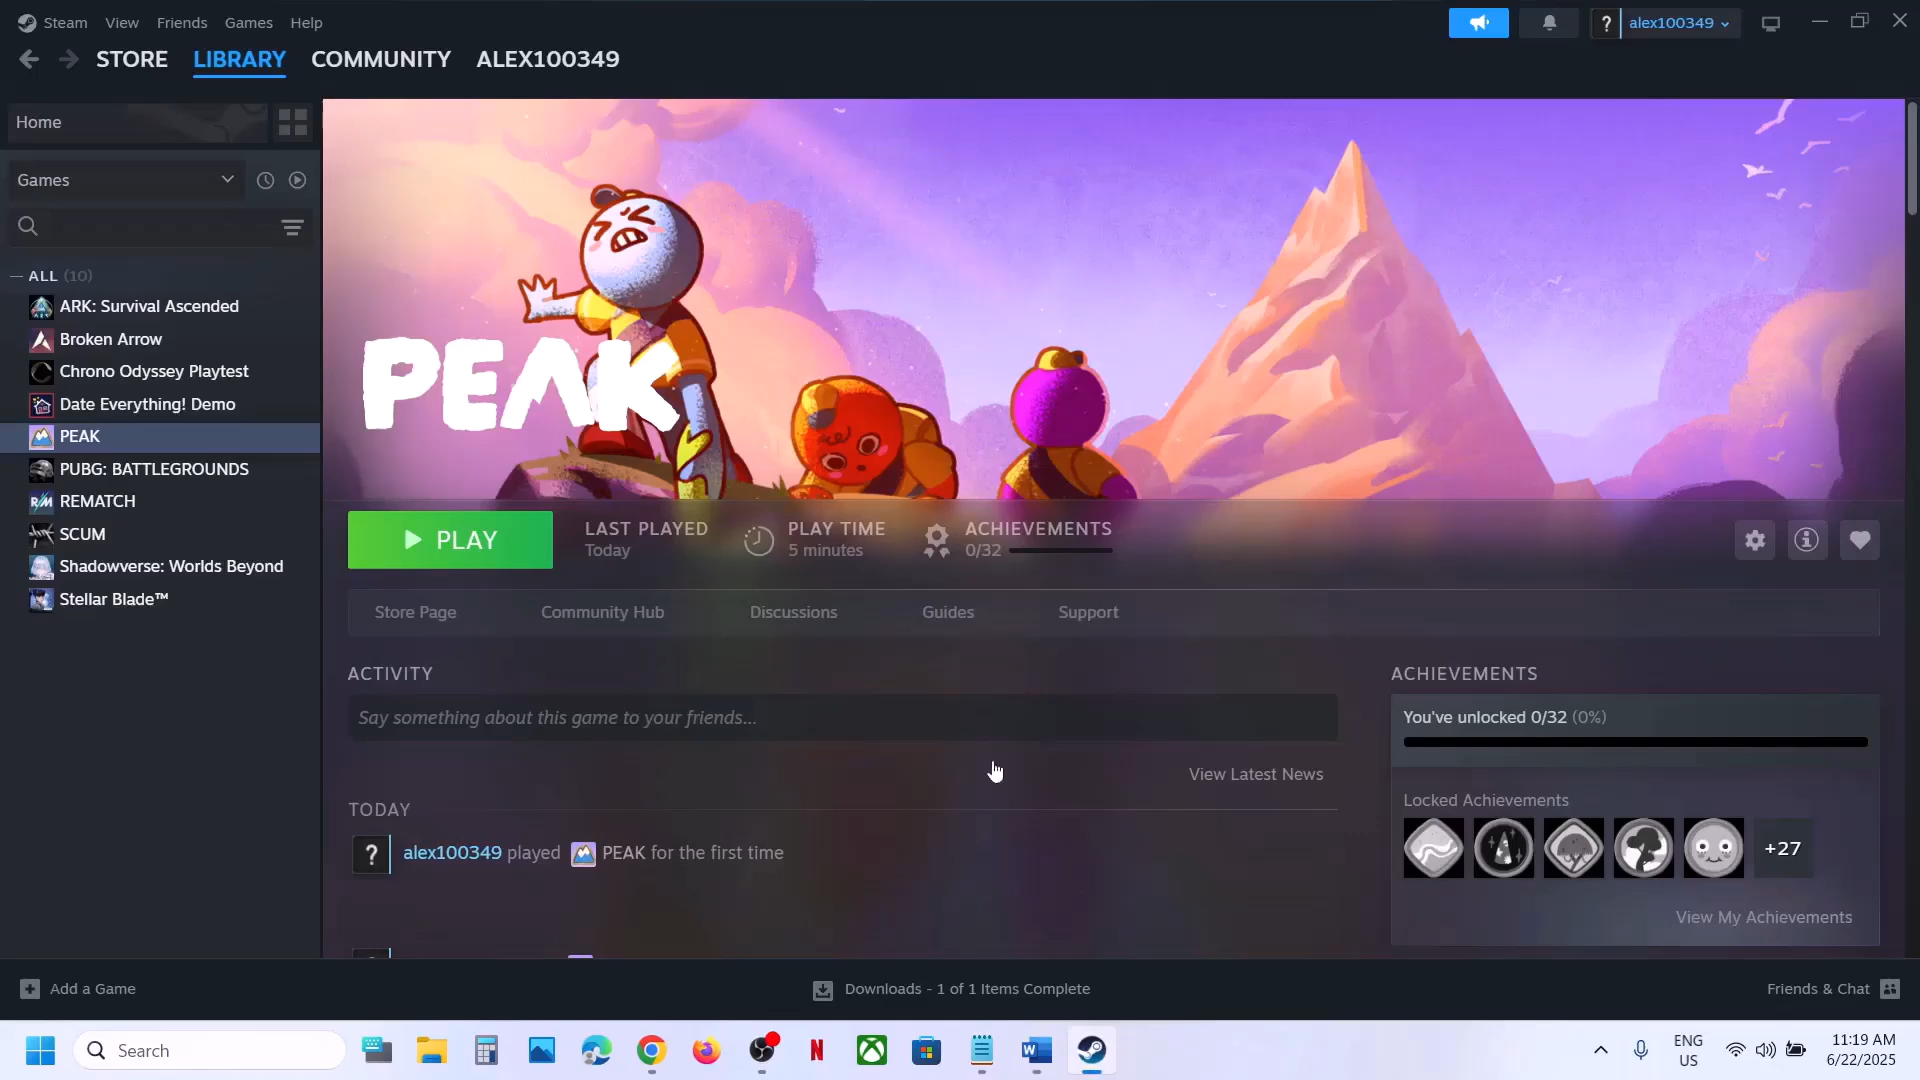 Steam View Friends Games Help
alex100349
STORE LIBRARY COMMUNITY ALEX100349
Home
Games
ALL (10)
ARK: Survival Ascended
Broken Arrow
Chrono Odyssey Playtest
Date Everything! Demo
PEAK
PUBG: BATTLEGROUNDS
REMATCH
SCUM
Shadowverse: Worlds Beyond
Stellar Blade™
PEAK
PLAY
LAST PLAYED
Today
PLAY TIME
5 minutes
ACHIEVEMENTS
0/32
Store Page Community Hub Discussions Guides Support
ACTIVITY
Say something about this game to your friends...
View Latest News
TODAY
alex100349 played PEAK for the first time
ACHIEVEMENTS
You've unlocked 0/32 (0%)
Locked Achievements
+27
View My Achievements
Add a Game
Downloads - 1 of 1 Items Complete
Friends & Chat
Search
ENG
US
11:19 AM
6/22/2025